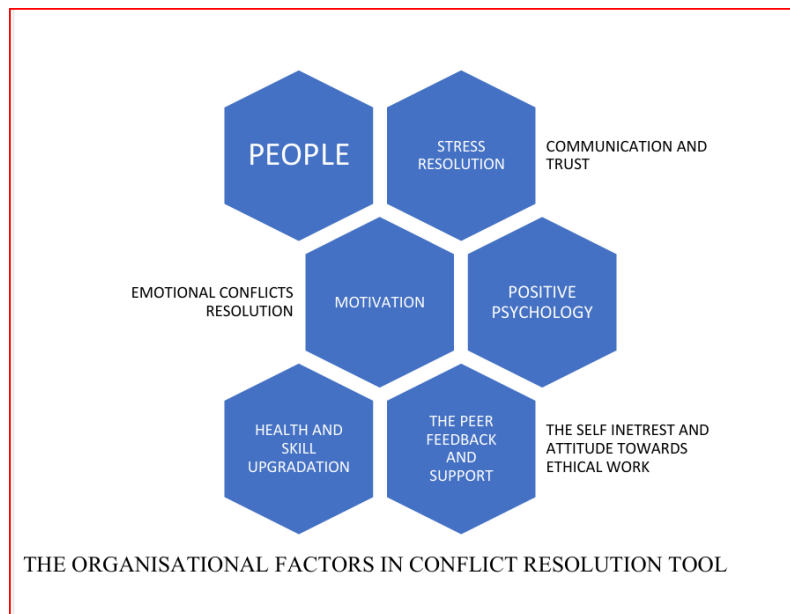 PEOPLE
STRESS
RESOLUTION
COMMUNICATION AND
TRUST
EMOTIONAL CONFLICTS
RESOLUTION
MOTIVATION
POSITIVE
PSYCHOLOGY
HEALTH AND
SKILL
UPGRADATION
THE PEER
FEEDBACK
AND
SUPPORT
THE SELF INETREST AND
ATTITUDE TOWARDS
ETHICAL WORK
THE ORGANISATIONAL FACTORS IN CONFLICT RESOLUTION TOOL